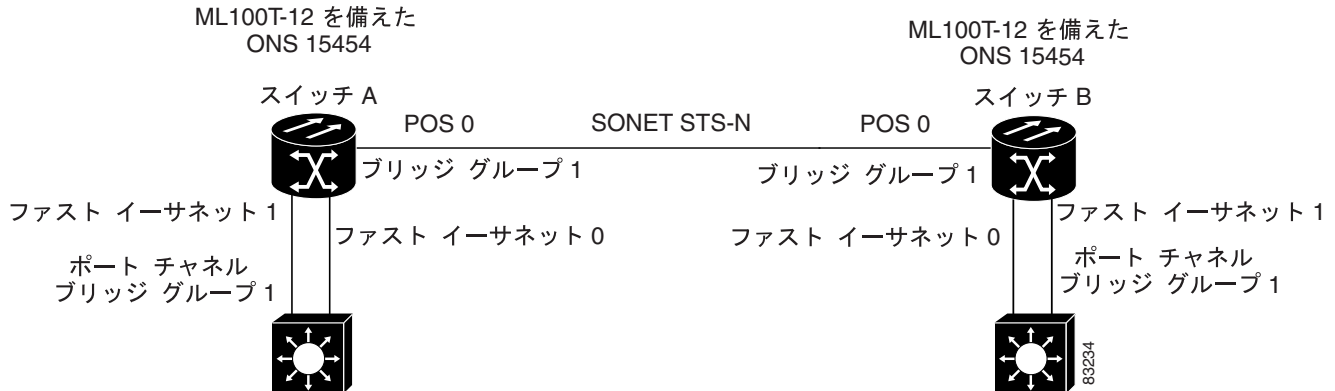 ML100T-12 を備えた
ONS 15454
スイッチ A
ML100T-12 を備えた
ONS 15454
スイッチ B
POS 0
SONET STS-N
POS 0
ブリッジ グループ 1
ブリッジ グループ 1
ファスト イーサネット 1
ファスト イーサネット 0
ファスト イーサネット 0
ファスト イーサネット 1
ポート チャネル
ブリッジ グループ 1
ポート チャネル
ブリッジ グループ 1
83234